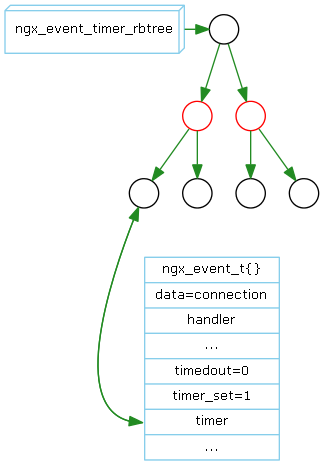 ngx_event_timer_rbtree
ngx_event_t{}
data=connection
handler
...
timedout=0
timer_set=1
timer
...